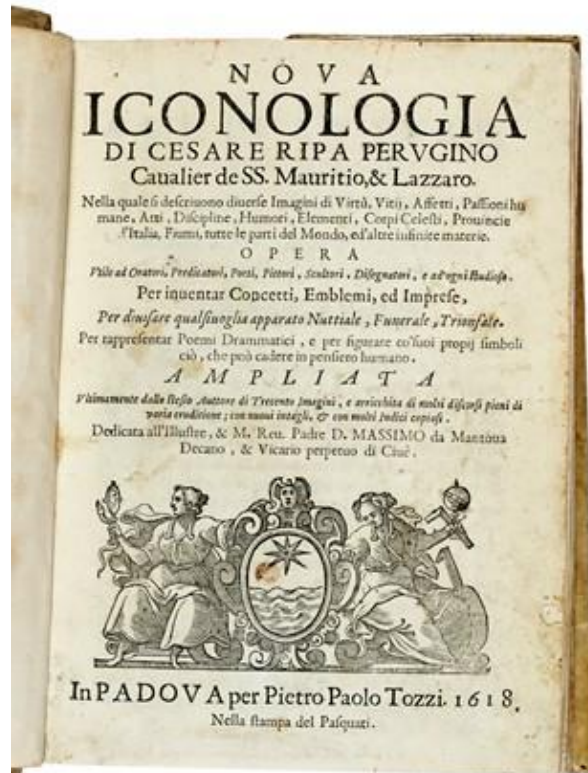 NOVA
ICONOLOGIA
DI CESARE RIPA PERVGINO
Caualier de SS. Mauritio, & Lazzaro.
Nella quale si descriuono diuerse Imagini di Virtù, Vitij, Affetti, Passioni hu
mane, Arti, Discipline, Humori, Elementi, Corpi Celesti, Prouincie
d'Italia, Fiumi, tutte le parti del Mondo, ed'altre infinite materie.
OPERA
Vtile ad Oratori, Predicatori, Poeti, Pittori, Scultori, Disegnatori, e ad'ogni studioso.
Per inuentar Concetti, Emblemi, ed Imprese,
Per diuisare qualsiuoglia apparato Nuttiale, Funerale, Trionfale.
Per rappresentar Poemi Drammatici, e per figurare co'suoi propij simboli
ciò, che può cadere in pensiero humano.
AMPLIATA
Vltimamente dallo stesso Auttore di Trecento Imagini, e arricchita di molti discorsi pieni di
varia eruditione; con nuoui intagli, & con molti Indici copiosi.
Dedicata all'Illustre, & M. Reu. Padre D. MASSIMO da Mantoua
Decano, & Vicario perpetuo di Ciuè.
In PADOVA per Pietro Paolo Tozzi. 1618.
Nella stampa del Pasquati.